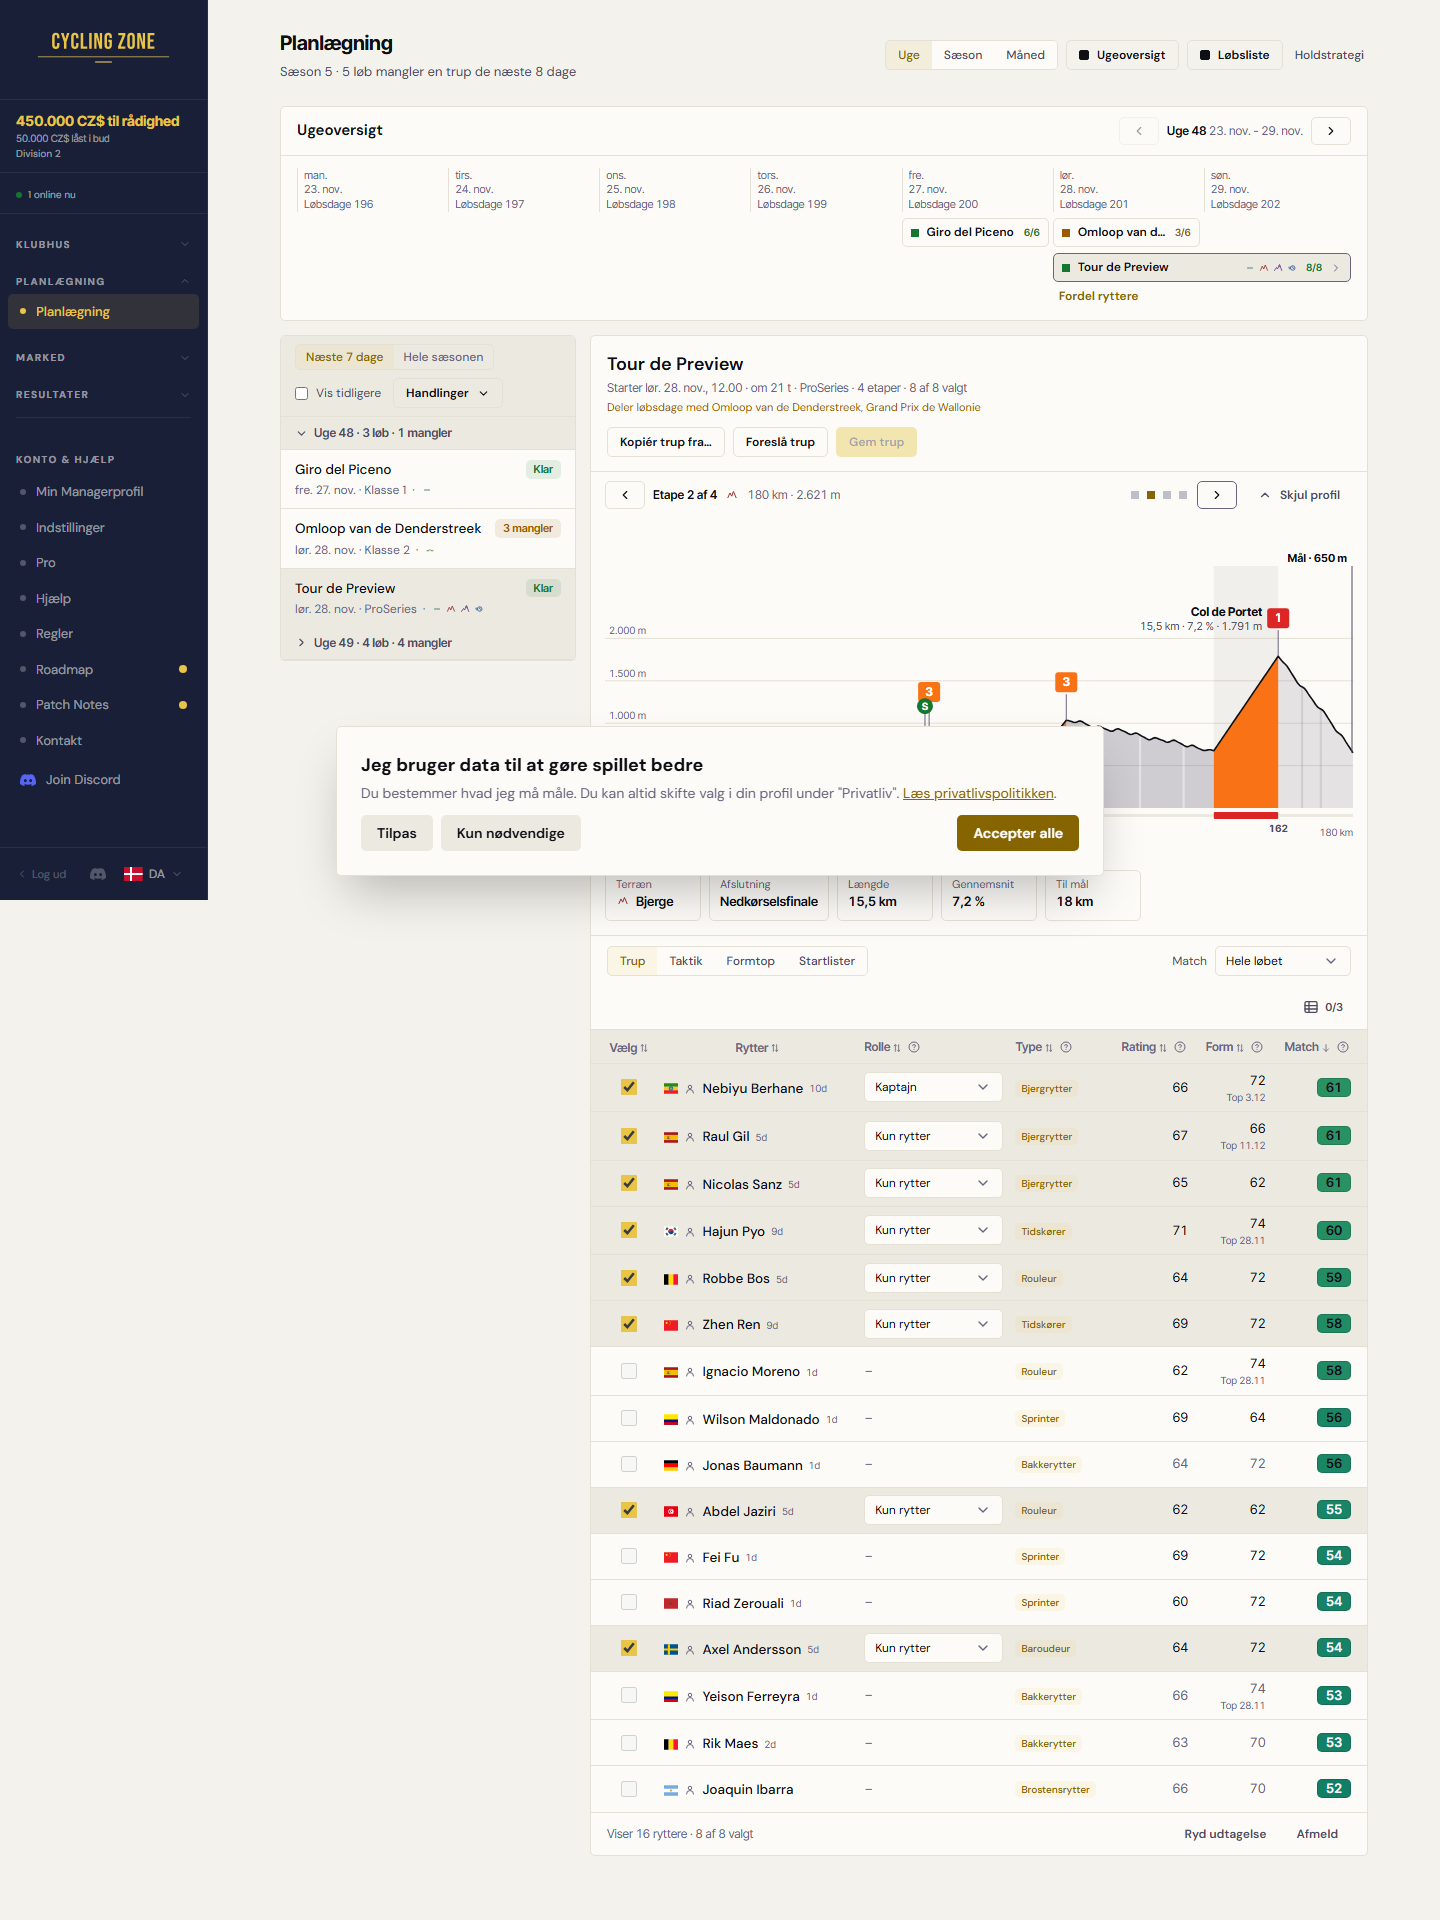 CYCLING ZONE
450.000 CZ$ til rådighed
50.000 CZ$ låst i bud
Division 2
1 online nu
KLUBHUS
PLANLÆGNING
Planlægning
MARKED
RESULTATER
KONTO & HJÆLP
Min Managerprofil
Indstillinger
Pro
Hjælp
Regler
Roadmap
Patch Notes
Kontakt
Join Discord
Log ud
DA
Planlægning
Sæson 5 · 5 løb mangler en trup de næste 8 dage
Uge Sæson Måned Ugeoversigt Løbsliste Holdstrategi
Ugeoversigt
Uge 48 23. nov. - 29. nov.
man. 23. nov. Løbsdage 196
tirs. 24. nov. Løbsdage 197
ons. 25. nov. Løbsdage 198
tors. 26. nov. Løbsdage 199
fre. 27. nov. Løbsdage 200
lør. 28. nov. Løbsdage 201
søn. 29. nov. Løbsdage 202
Giro del Piceno 6/6
Omloop van d... 3/6
Tour de Preview 8/8
Fordel ryttere
Næste 7 dage Hele sæsonen
Vis tidligere Handlinger
Uge 48 · 3 løb · 1 mangler
Giro del Piceno Klar
fre. 27. nov. · Klasse 1 ·
Omloop van de Denderstreek 3 mangler
lør. 28. nov. · Klasse 2 ·
Tour de Preview Klar
lør. 28. nov. · ProSeries ·
Uge 49 · 4 løb · 4 mangler
Tour de Preview
Starter lør. 28. nov., 12.00 · om 21 t · ProSeries · 4 etaper · 8 af 8 valgt
Deler løbsdage med Omloop van de Denderstreek, Grand Prix de Wallonie
Kopiér trup fra... Foreslå trup Gem trup
Etape 2 af 4 180 km · 2.621 m
Skjul profil
Mål · 650 m
Col de Portet 1
15,5 km · 7,2 % · 1.791 m
2.000 m
1.500 m
3
3
S
1.000 m
162
180 km
Jeg bruger data til at gøre spillet bedre
Du bestemmer hvad jeg må måle. Du kan altid skifte valg i din profil under "Privatliv". Læs privatlivspolitikken.
Tilpas Kun nødvendige Accepter alle
Terræn Bjerge
Afslutning Nedkørselsfinale
Længde 15,5 km
Gennemsnit 7,2 %
Til mål 18 km
Trup Taktik Formtop Startlister
Match Hele løbet
0/3
Vælg Rytter Rolle Type Rating Form Match
Nebiyu Berhane 10d Kaptajn Bjergrytter 66 72 Top 3.12 61
Raul Gil 5d Kun rytter Bjergrytter 67 66 Top 11.12 61
Nicolas Sanz 5d Kun rytter Bjergrytter 65 62 61
Hajun Pyo 9d Kun rytter Tidskører 71 74 Top 28.11 60
Robbe Bos 5d Kun rytter Rouleur 64 72 59
Zhen Ren 9d Kun rytter Tidskører 69 72 58
Ignacio Moreno 1d – Rouleur 62 74 Top 28.11 58
Wilson Maldonado 1d – Sprinter 69 64 56
Jonas Baumann 1d – Bakkerytter 64 72 56
Abdel Jaziri 5d Kun rytter Rouleur 62 62 55
Fei Fu 1d – Sprinter 69 72 54
Riad Zerouali 1d – Sprinter 60 72 54
Axel Andersson 5d Kun rytter Baroudeur 64 72 54
Yeison Ferreyra 1d – Bakkerytter 66 74 Top 28.11 53
Rik Maes 2d – Bakkerytter 63 70 53
Joaquin Ibarra – Brostensrytter 66 70 52
Viser 16 ryttere · 8 af 8 valgt
Ryd udtagelse Afmeld